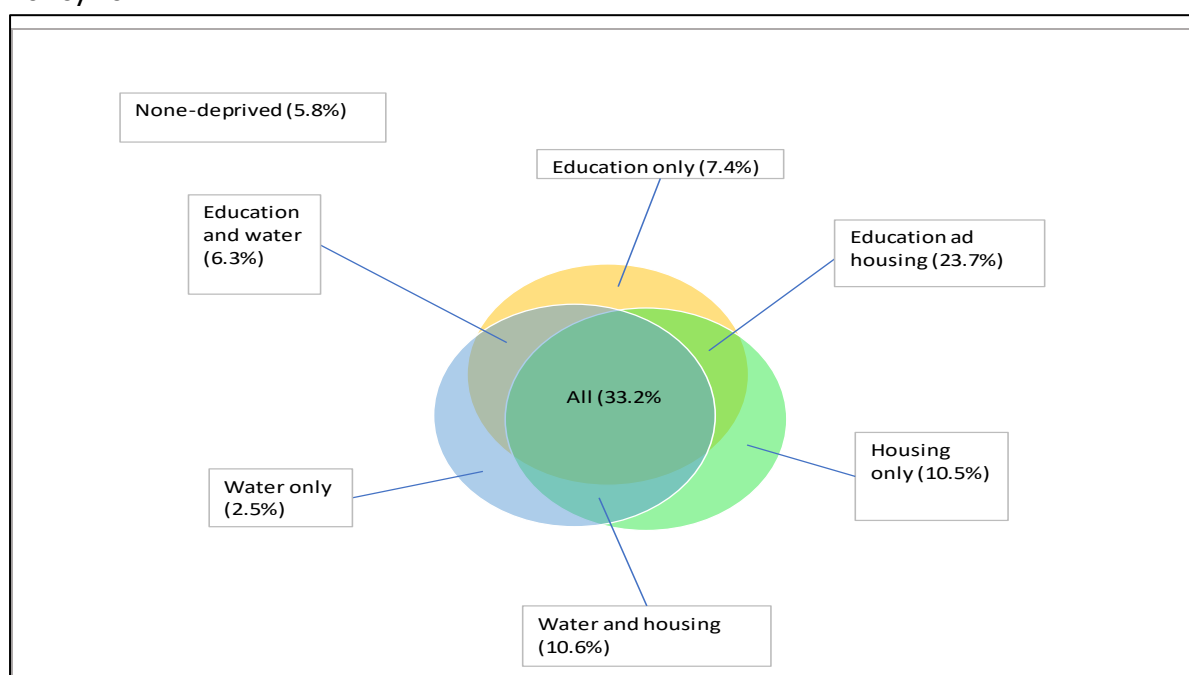 None-deprived (5.8%)
Education only (7.4%)
Education
and water
(6.3%)
Education ad
housing (23.7%)
All (33.2%
Housing
only (10.5%)
Water only
(2.5%)
Water and housing
(10.6%)